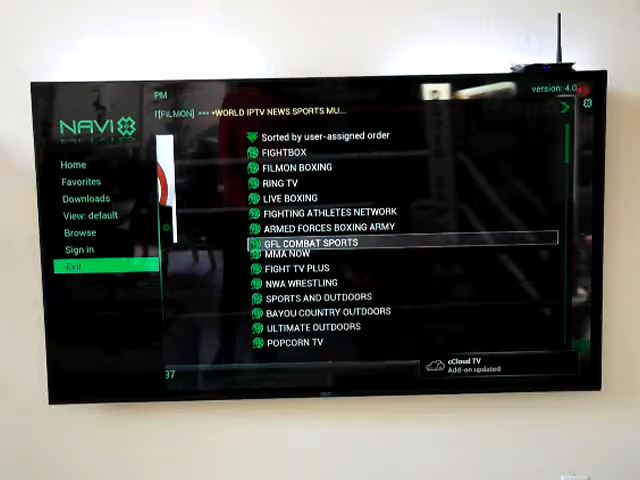 PM
version: 4.0
[FILMON] ••• •WORLD IPTV NEWS SPORTS MU...
NAVI
Home
Favorites
Downloads
View: default
Browse
Sign in
Exit
Sorted by user-assigned order
FIGHTBOX
FILMON BOXING
RING TV
LIVE BOXING
FIGHTING ATHLETES NETWORK
ARMED FORCES BOXING ARMY
GFL COMBAT SPORTS
MMA NOW
FIGHT TV PLUS
NWA WRESTLING
SPORTS AND OUTDOORS
BAYOU COUNTRY OUTDOORS
ULTIMATE OUTDOORS
POPCORN TV
37
cCloud TV
Add-on updated